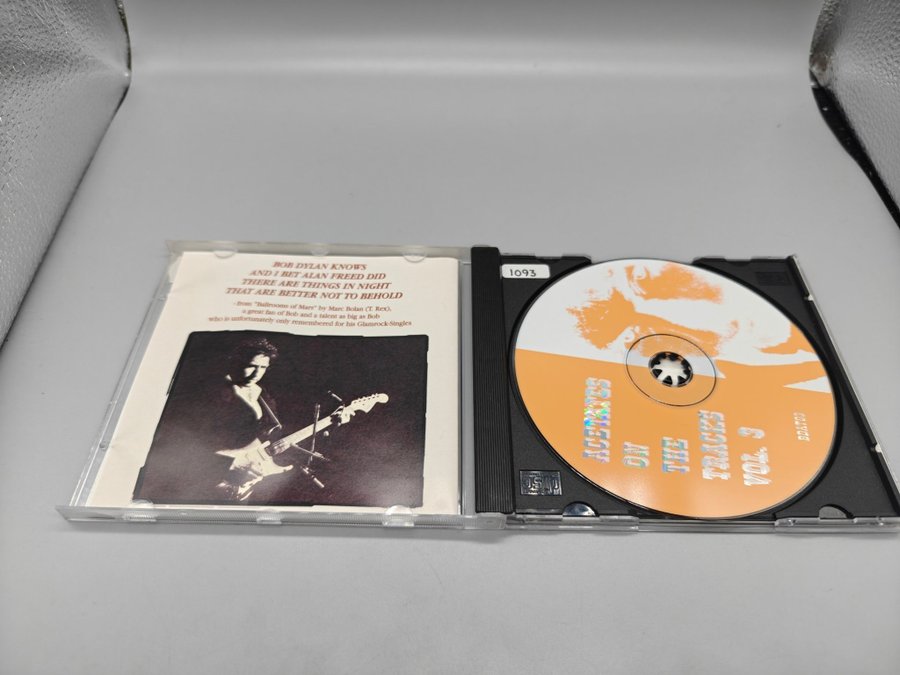 BOB DYLAN KNOWS
AND I BET ALAN FREED DID
THERE ARE THINGS IN NIGHT
THAT ARE BETTER NOT TO BEHOLD
- from "Ballrooms of Mars" by Marc Bolan (T. Rex),
a great fan of Bob and a talent as big as Bob
who is unfortunately only remembered for his Glamrock-Singles.
1093
ACETATES
ON
THE
TRACKS
VOL. 3